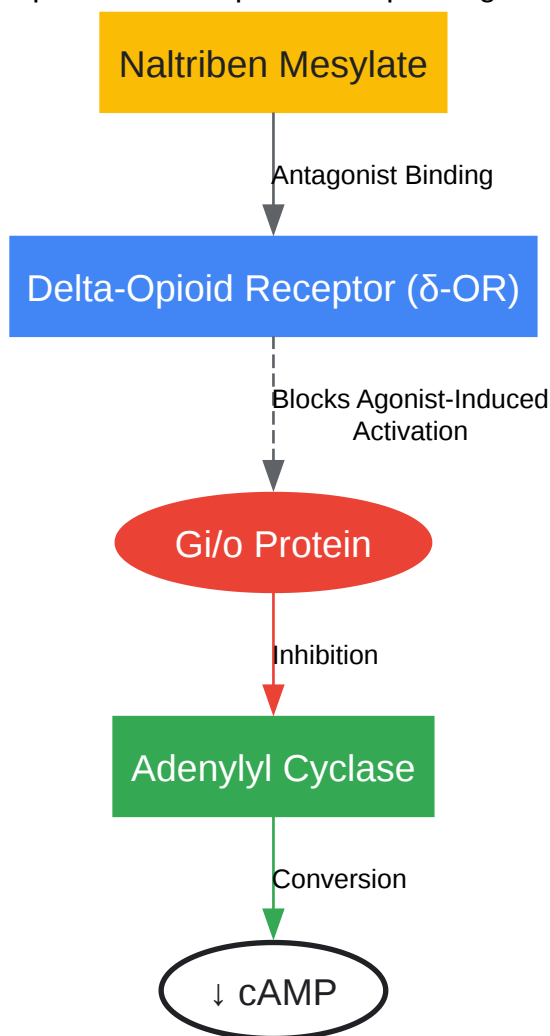 Naltriben Mesylate
Antagonist Binding
Delta-Opioid Receptor (δ-OR)
Blocks Agonist-Induced
Activation
Gi/o Protein
Inhibition
Adenylyl Cyclase
Conversion
↓ cAMP